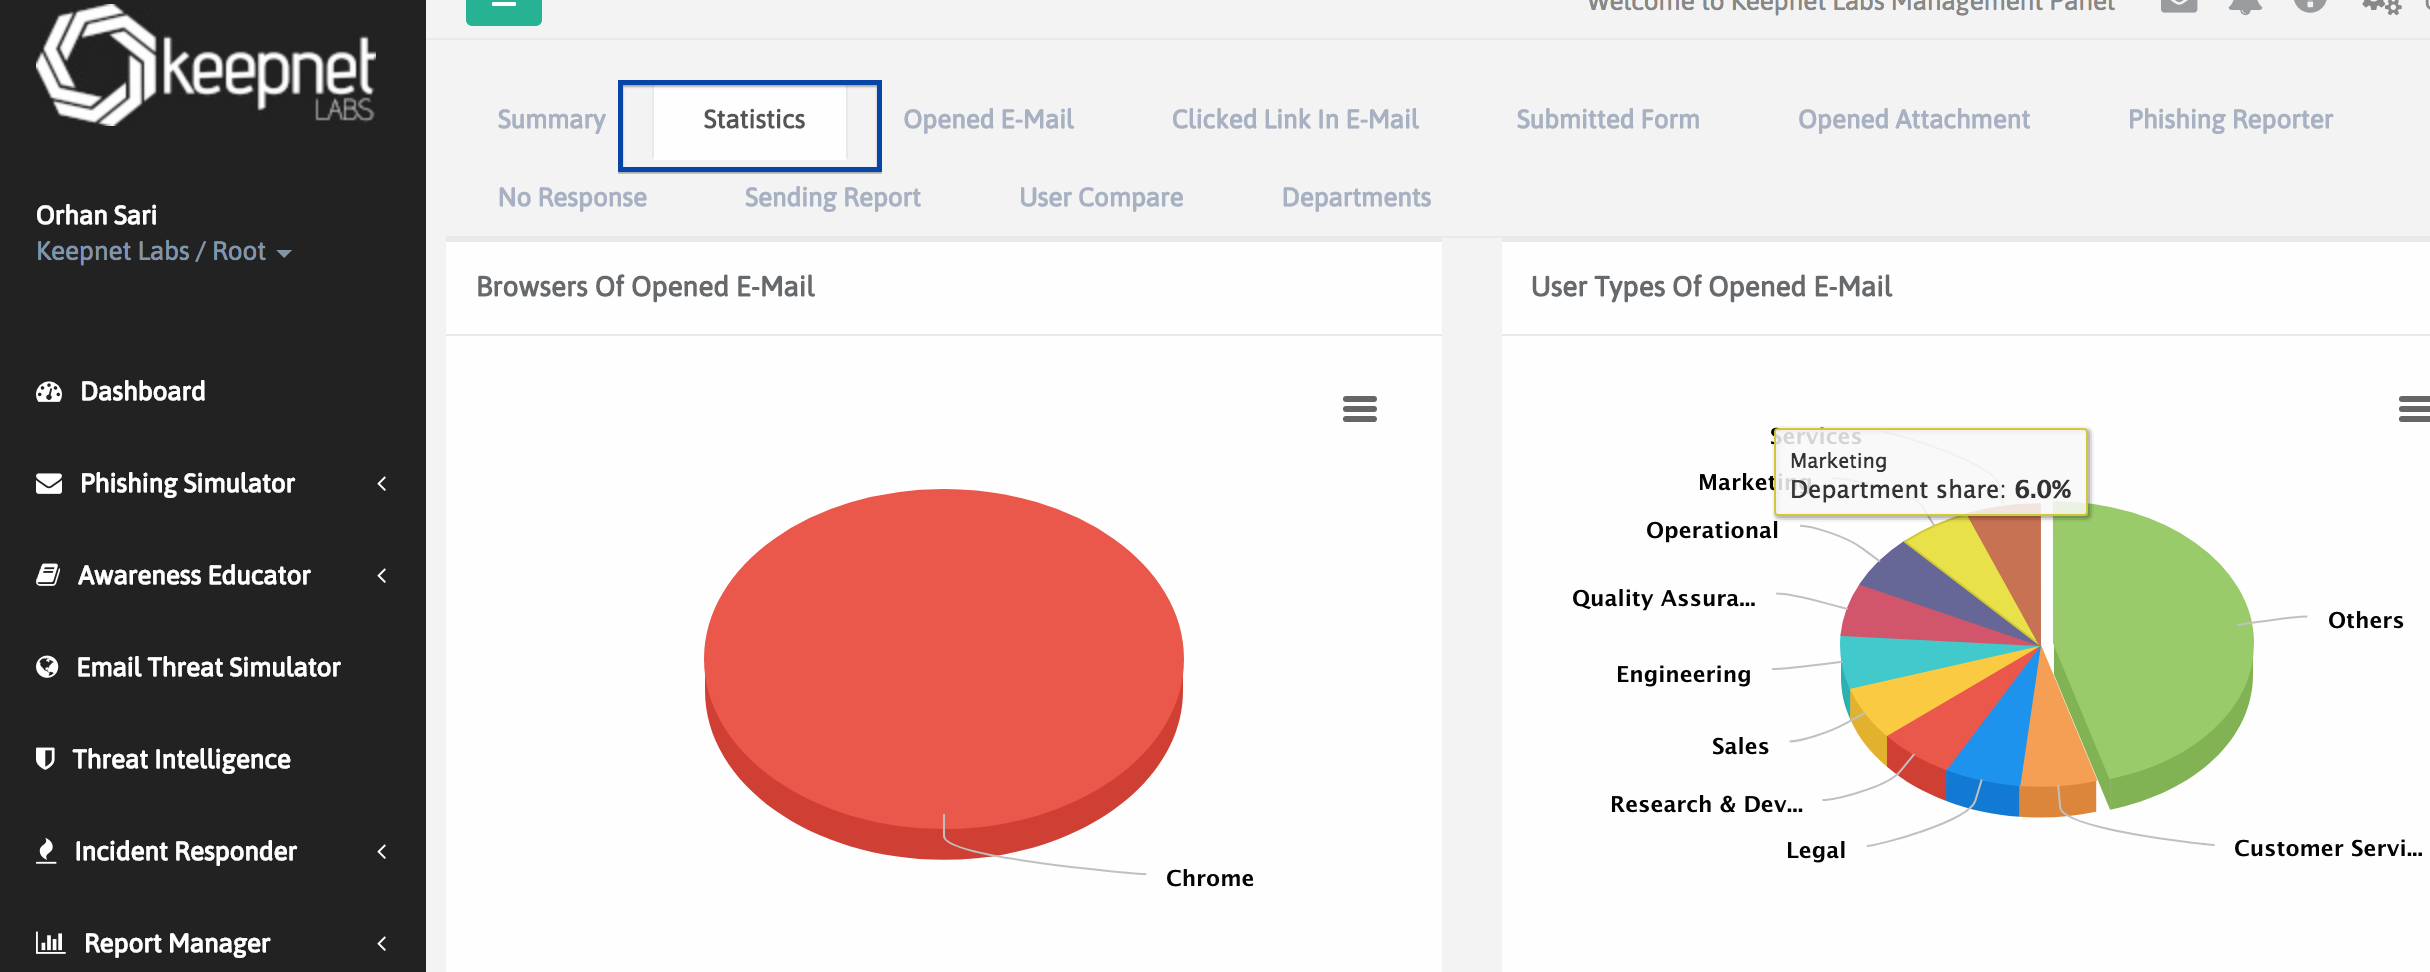 keepnet
LABS
Orhan Sari
Keepnet Labs / Root
Dashboard
Phishing Simulator
Awareness Educator
Email Threat Simulator
Threat Intelligence
Incident Responder
Report Manager
Welcome to Keepnet Labs Management Panel
Summary
Statistics
Opened E-Mail
Clicked Link In E-Mail
Submitted Form
Opened Attachment
Phishing Reporter
No Response
Sending Report
User Compare
Departments
Browsers Of Opened E-Mail
Chrome
User Types Of Opened E-Mail
Services
Marketing
Marketing
Department share: 6.0%
Operational
Quality Assura...
Engineering
Sales
Research & Dev...
Legal
Customer Servi...
Others